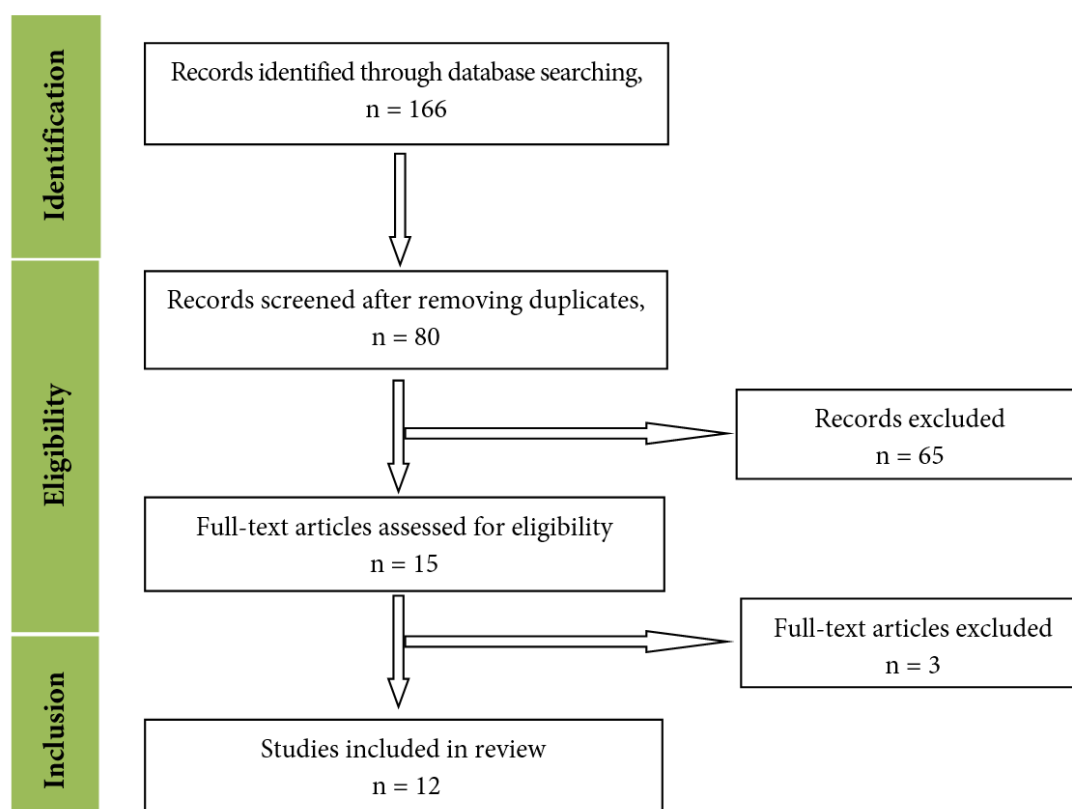 Identification
Records identified through database searching,
n = 166
Eligibility
Records screened after removing duplicates,
n = 80
Records excluded
n = 65
Full-text articles assessed for eligibility
n = 15
Full-text articles excluded
n = 3
Inclusion
Studies included in review
n = 12